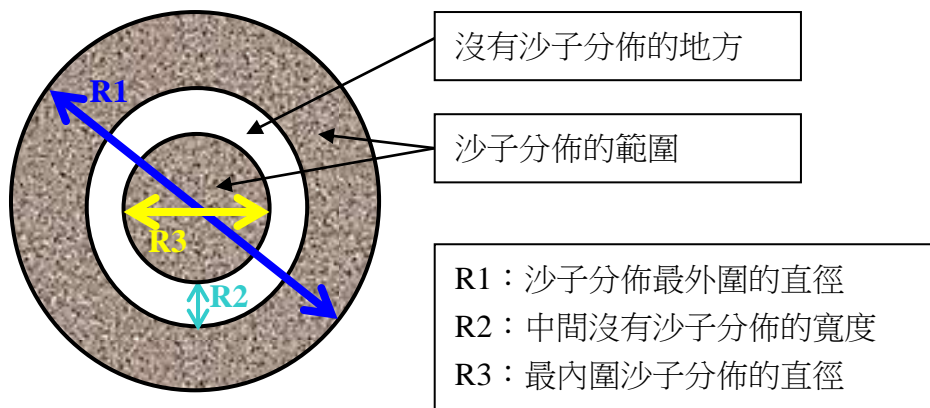 沒有沙子分佈的地方
R1
沙子分佈的範圍
R3
R2
R1：沙子分佈最外圍的直徑
R2：中間沒有沙子分佈的寬度
R3：最內圍沙子分佈的直徑